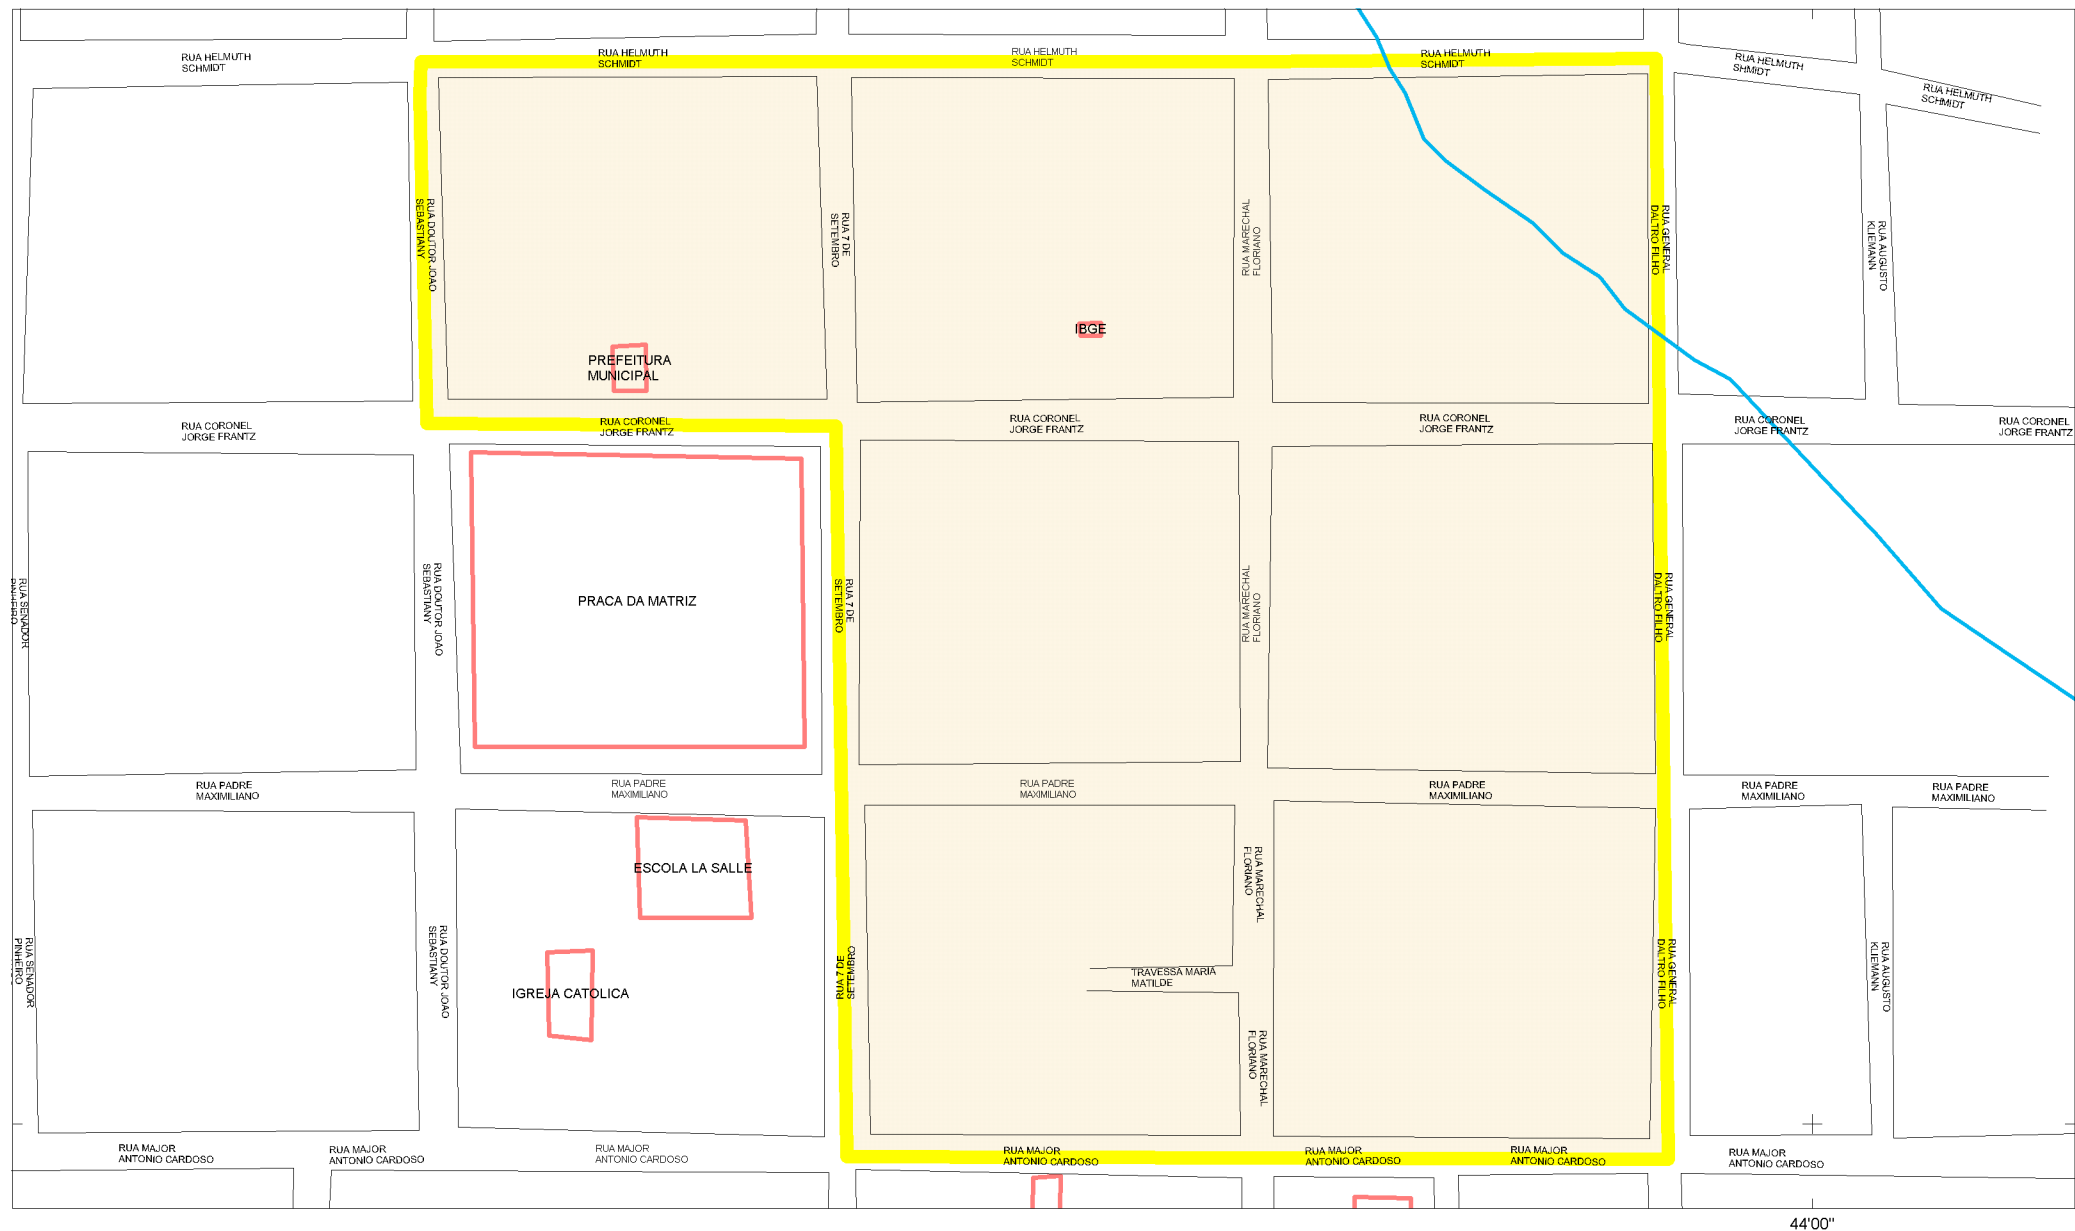 RUA HELMUTH
SCHMIDT
RUA HELMUTH
SCHMIDT
RUA HELMUTH
SCHMIDT
RUA HELMUTH
SCHMIDT
RUA HELMUTH
SHMIDT
RUA HELMUTH
SCHMIDT
RUA DOUTOR JOAO
SEBASTIANY
RUA 7 DE
SETEMBRO
RUA MARECHAL
FLORIANO
RUA GENERAL
DALTRO FILHO
RUA AUGUSTO
KLIEMANN
IBGE
PREFEITURA
MUNICIPAL
RUA CORONEL
JORGE FRANTZ
RUA CORONEL
JORGE FRANTZ
RUA CORONEL
JORGE FRANTZ
RUA CORONEL
JORGE FRANTZ
RUA CORONEL
JORGE FRANTZ
RUA CORONEL
JORGE FRANTZ
RUA SENADOR
PINHEIRO
RUA DOUTOR JOAO
SEBASTIANY
PRACA DA MATRIZ
RUA 7 DE
SETEMBRO
RUA MARECHAL
FLORIANO
RUA GENERAL
DALTRO FILHO
RUA PADRE
MAXIMILIANO
RUA PADRE
MAXIMILIANO
RUA PADRE
MAXIMILIANO
RUA PADRE
MAXIMILIANO
RUA PADRE
MAXIMILIANO
RUA PADRE
MAXIMILIANO
ESCOLA LA SALLE
RUA MARECHAL
FLORIANO
RUA SENADOR
PINHEIRO
RUA DOUTOR JOAO
SEBASTIANY
IGREJA CATOLICA
RUA 7 DE
SETEMBRO
TRAVESSA MARIA
MATILDE
RUA GENERAL
DALTRO FILHO
RUA AUGUSTO
KLIEMANN
RUA MARECHAL
FLORIANO
RUA MAJOR
ANTONIO CARDOSO
RUA MAJOR
ANTONIO CARDOSO
RUA MAJOR
ANTONIO CARDOSO
RUA MAJOR
ANTONIO CARDOSO
RUA MAJOR
ANTONIO CARDOSO
RUA MAJOR
ANTONIO CARDOSO
RUA MAJOR
ANTONIO CARDOSO
44'00"